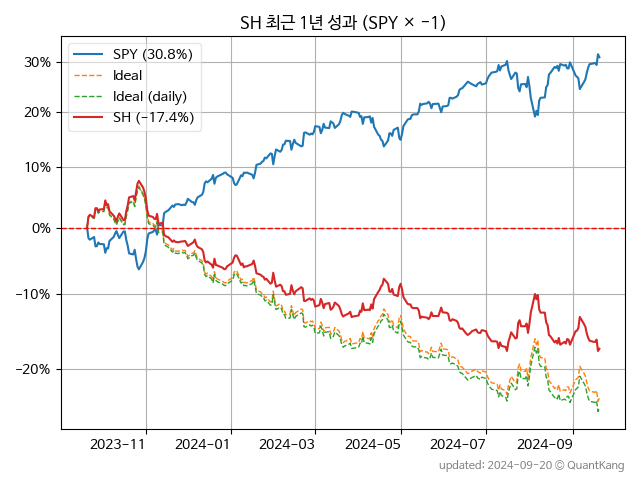 SH 최근 1년 성과 (SPY × -1)
SPY (30.8%)
Ideal
Ideal (daily)
SH (-17.4%)
30%
20%
10%
0%
-10%
-20%
2023-11
2024-01
2024-03
2024-05
2024-07
2024-09
updated: 2024-09-20 © QuantKang